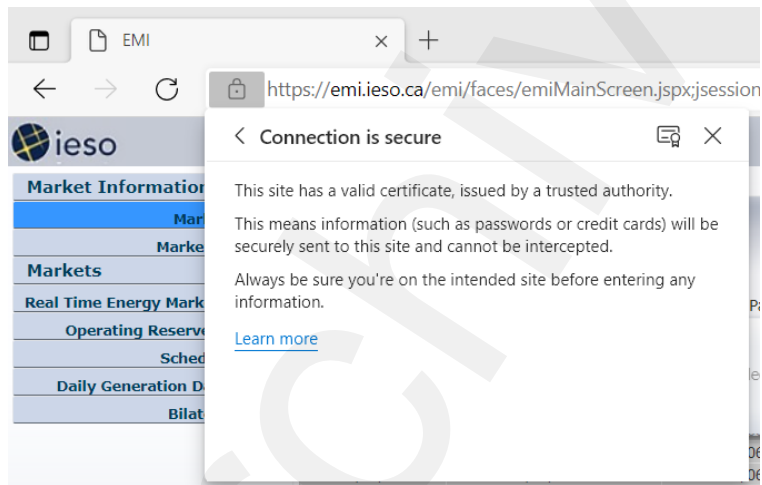 EMI
https://emi.ieso.ca/emi/faces/emiMainScreen.jspx;jsession
ieso
Connection is secure
Market Information
This site has a valid certificate, issued by a trusted authority.
This means information (such as passwords or credit cards) will be
securely sent to this site and cannot be intercepted.
Always be sure you're on the intended site before entering any
information.
Learn more
Markets
Real Time Energy Mark
Operating Reserve
Sched
Daily Generation D
Bilat